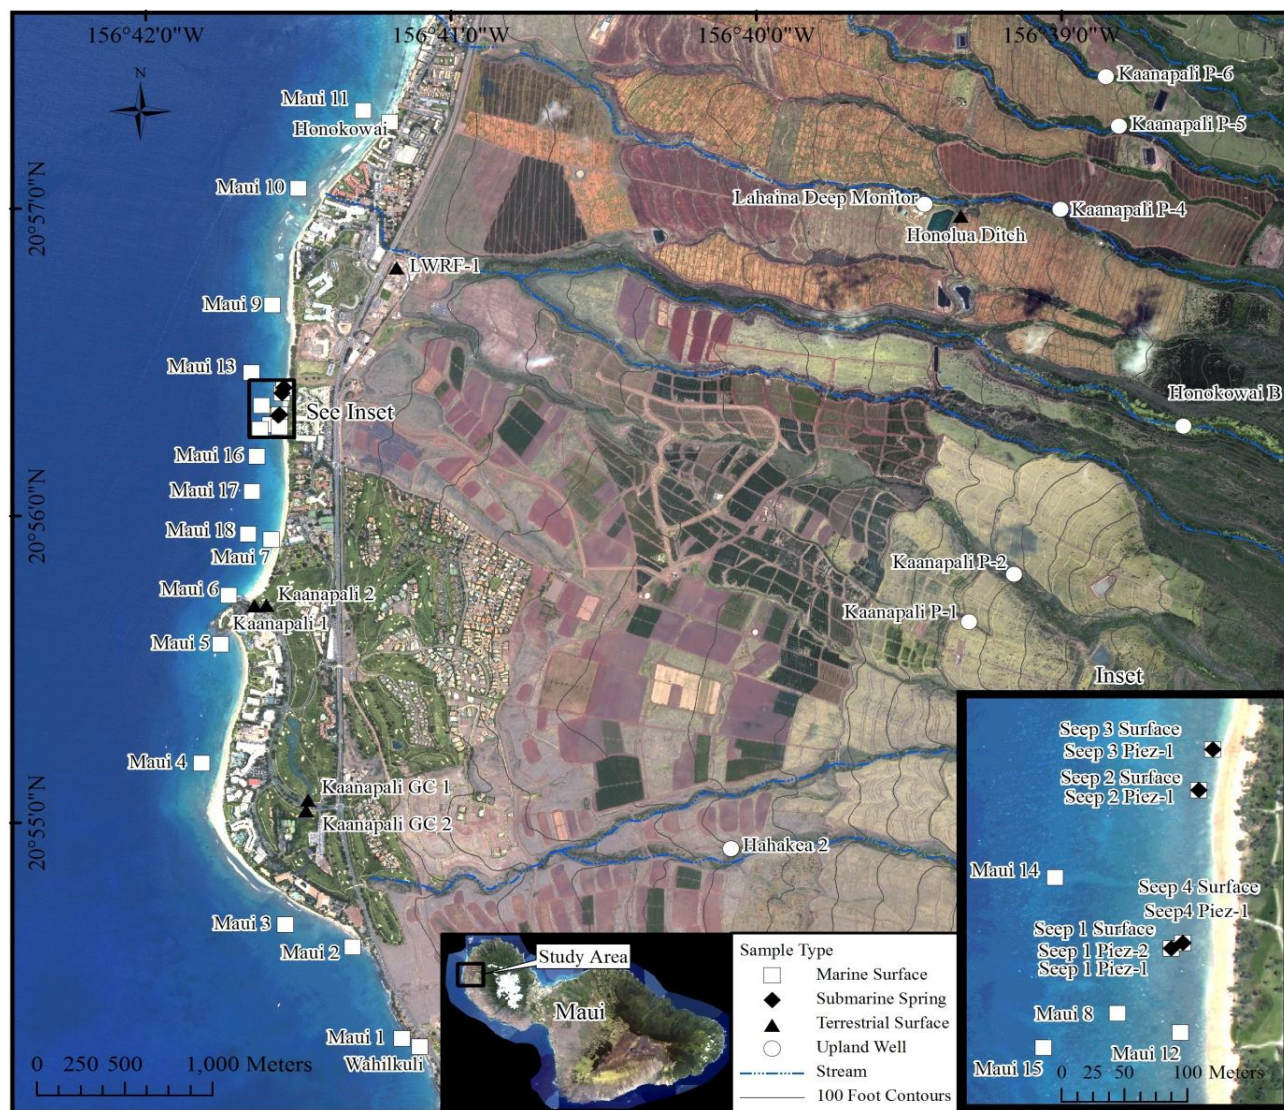 156°42'0"W
156°41'0"W
156°40'0"W
156°39'0"W
N
Kaanapali P-6
Maui 11
Honokowai
Kaanapali P-5
Maui 10
Lahaina Deep Monitor
Kaanapali P-4
20°57'0"N
Honolua Ditch
LWRF-1
Maui 9
Maui 13
See Inset
Honokowai B
Maui 16
Maui 17
20°56'0"N
Maui 18
Maui 7
Kaanapali P-2
Maui 6
Kaanapali 2
Kaanapali 1
Kaanapali P-1
Maui 5
Inset
Seep 3 Surface
Seep 3 Piez-1
Seep 2 Surface
Seep 2 Piez-1
Maui 4
Kaanapali GC 1
Kaanapali GC 2
20°55'0"N
Hahakea 2
Maui 14
Seep 4 Surface
Seep4 Piez-1
Seep 1 Surface
Seep 1 Piez-2
Seep 1 Piez-1
Maui 3
Maui 2
Study Area
Maui
Sample Type
Marine Surface
Submarine Spring
Terrestrial Surface
Upland Well
Stream
100 Foot Contours
Maui 8
Maui 12
Maui 15
0 25 50 100 Meters
Maui 1
Wahilkuli
0 250 500 1,000 Meters